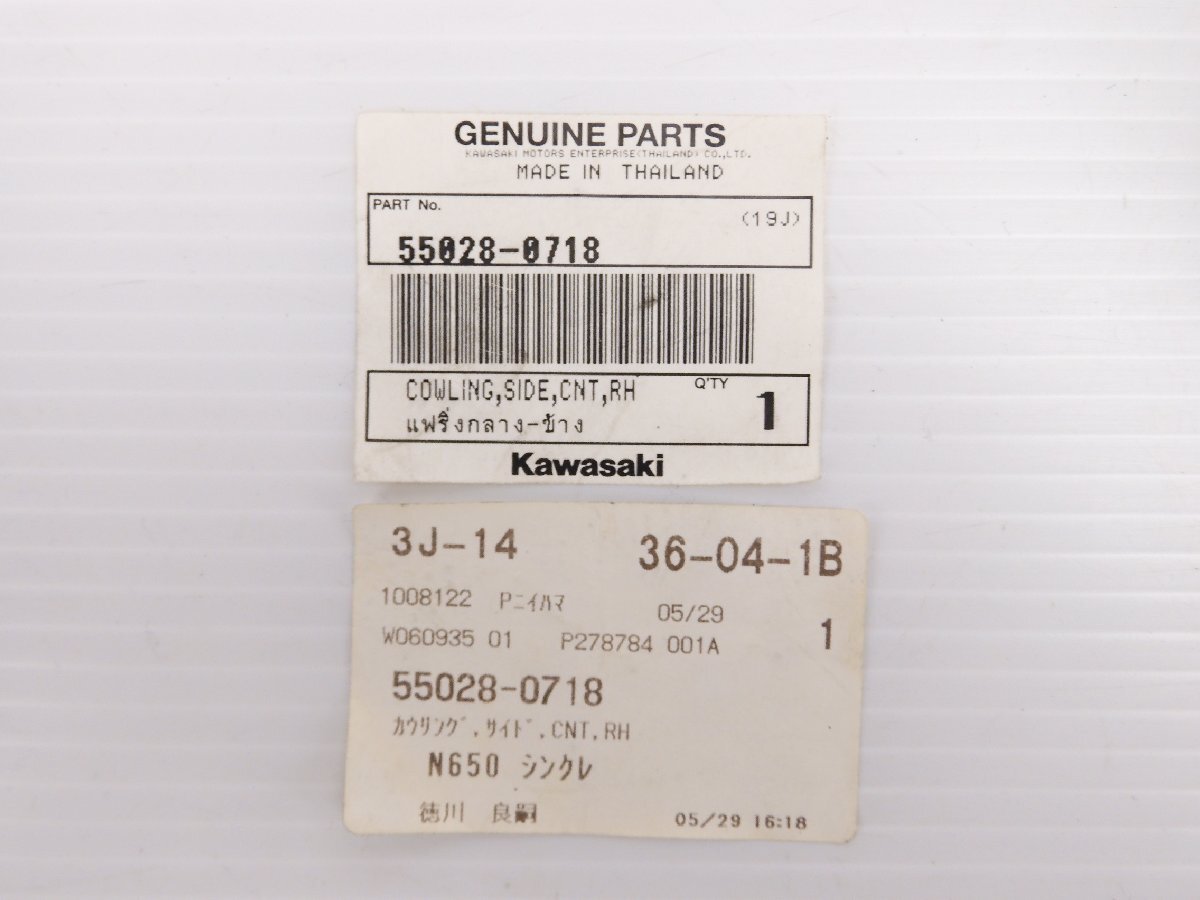 GENUINE PARTS
KAWASAKI MOTORS ENTERPRISE(THAILAND) CO.,LTD.
MADE IN THAILAND
PART No.
(19J)
55028-0718
COWLING,SIDE,CNT,RH
Q'TY
1
แฟริ่งกลาง-ข้าง
Kawasaki
3J-14 36-04-1B
1008122 Pﾆｲﾊﾏ 05/29
W060935 01 P278784 001A 1
55028-0718
ｶｳﾘﾝｸﾞ,ｻｲﾄﾞ,CNT,RH
N650 シンクレ
徳川 良嗣
05/29 16:18